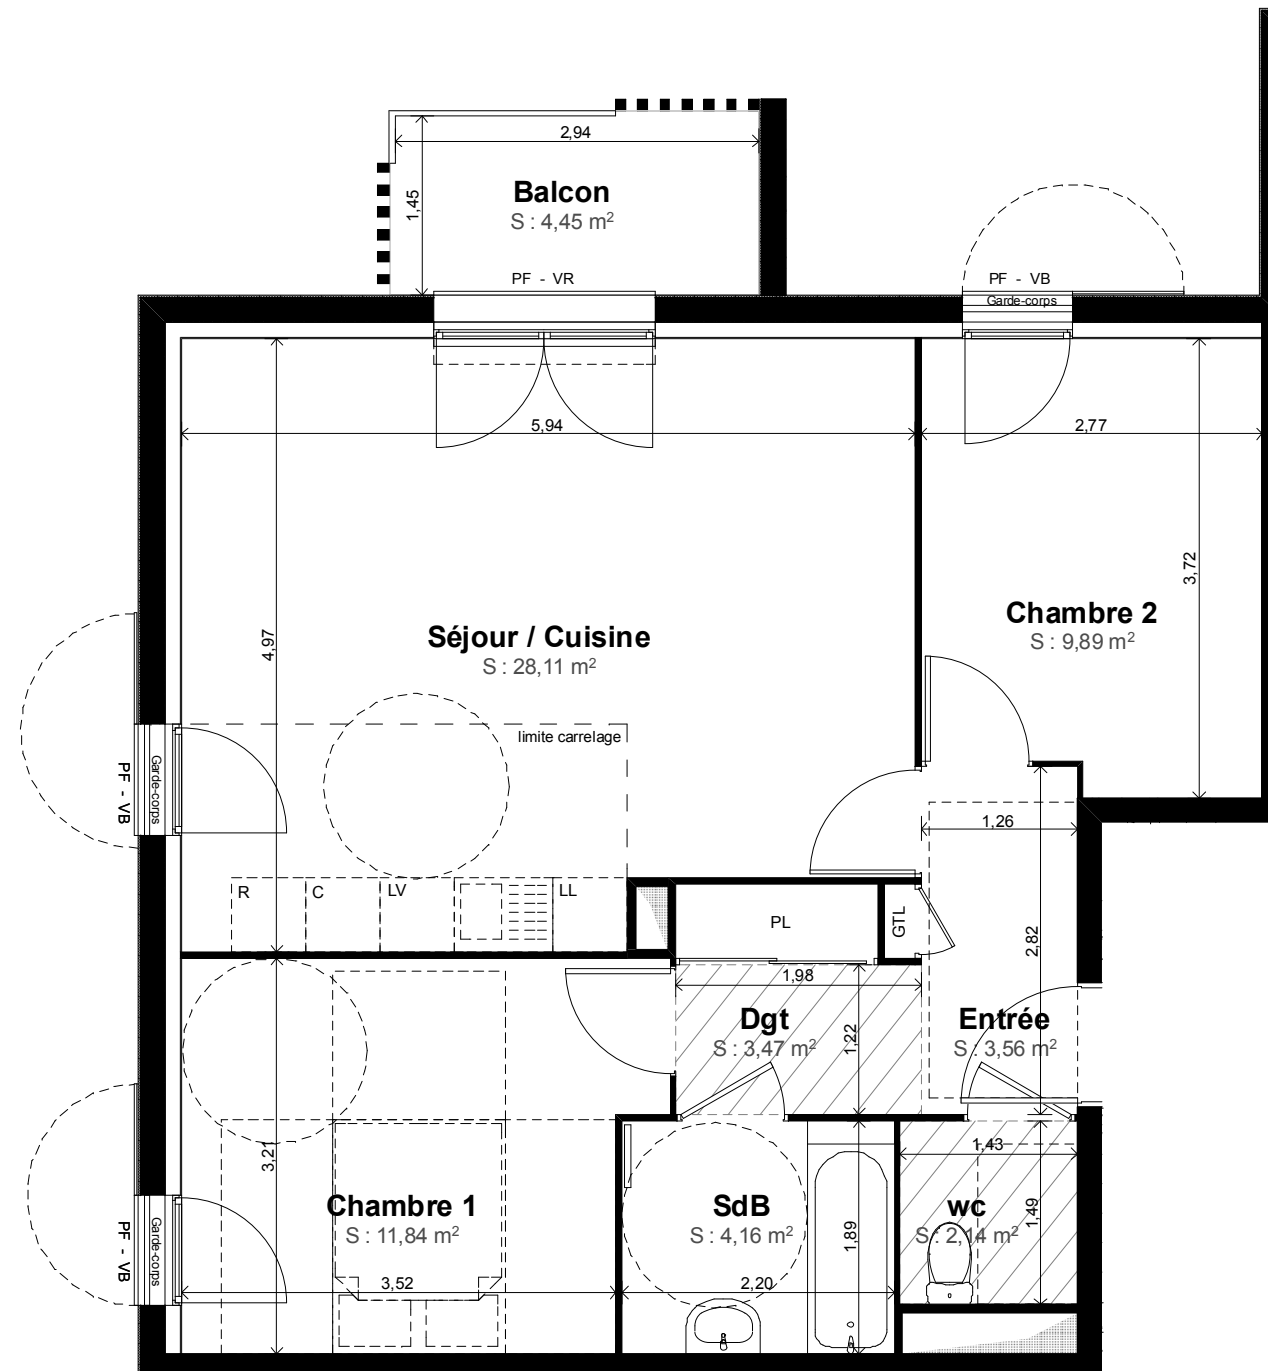 2,94
1,45
Balcon
S : 4,45 m²
PF - VR
PF - VB
Garde-corps
5,94
2,77
4,97
3,72
Séjour / Cuisine
S : 28,11 m²
Chambre 2
S : 9,89 m²
limite carrelage
PF - VB
Garde-corps
1,26
R
C
LV
LL
PL
GTL
2,82
1,98
Dgt
S : 3,47 m²
1,22
Entrée
S : 3,56 m²
3,21
1,43
Chambre 1
S : 11,84 m²
SdB
S : 4,16 m²
1,89
wc
S : 2,14 m²
1,49
PF - VB
Garde-corps
3,52
2,20